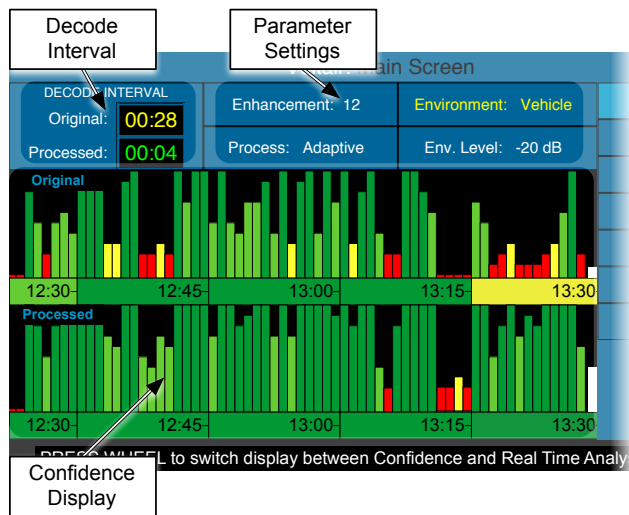 Decode
Interval
Parameter
Settings
Main Screen
DECODE INTERVAL
Original: 00:28
Processed: 00:04
Enhancement: 12
Environment: Vehicle
Process: Adaptive
Env. Level: -20 dB
Original
12:30 12:45 13:00 13:15 13:30
Processed
12:30 12:45 13:00 13:15 13:30
PRESS WHEEL to switch display between Confidence and Real Time Analy
Confidence
Display